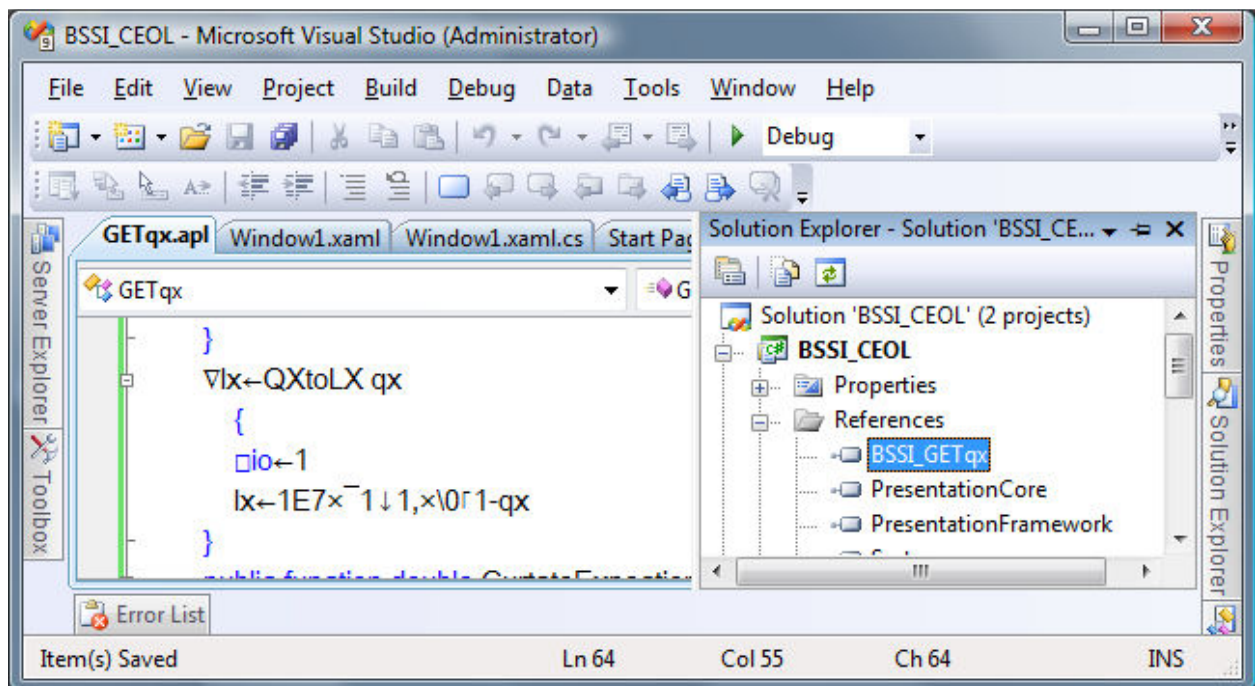 BSSI_CEOL - Microsoft Visual Studio (Administrator)
File Edit View Project Build Debug Data Tools Window Help
Debug
GETqx.apl Window1.xaml Window1.xaml.cs Start Pag
GETqx G
}
∇lx←QXtoLX qx
{
⎕io←1
lx←1E7×¯1↓1,×\0⌈1-qx
}
public function double
Solution Explorer - Solution 'BSSI_CE...
Solution 'BSSI_CEOL' (2 projects)
BSSI_CEOL
Properties
References
BSSI_GETqx
PresentationCore
PresentationFramework
Server Explorer
Toolbox
Properties
Solution Explorer
Error List
Item(s) Saved Ln 64 Col 55 Ch 64 INS